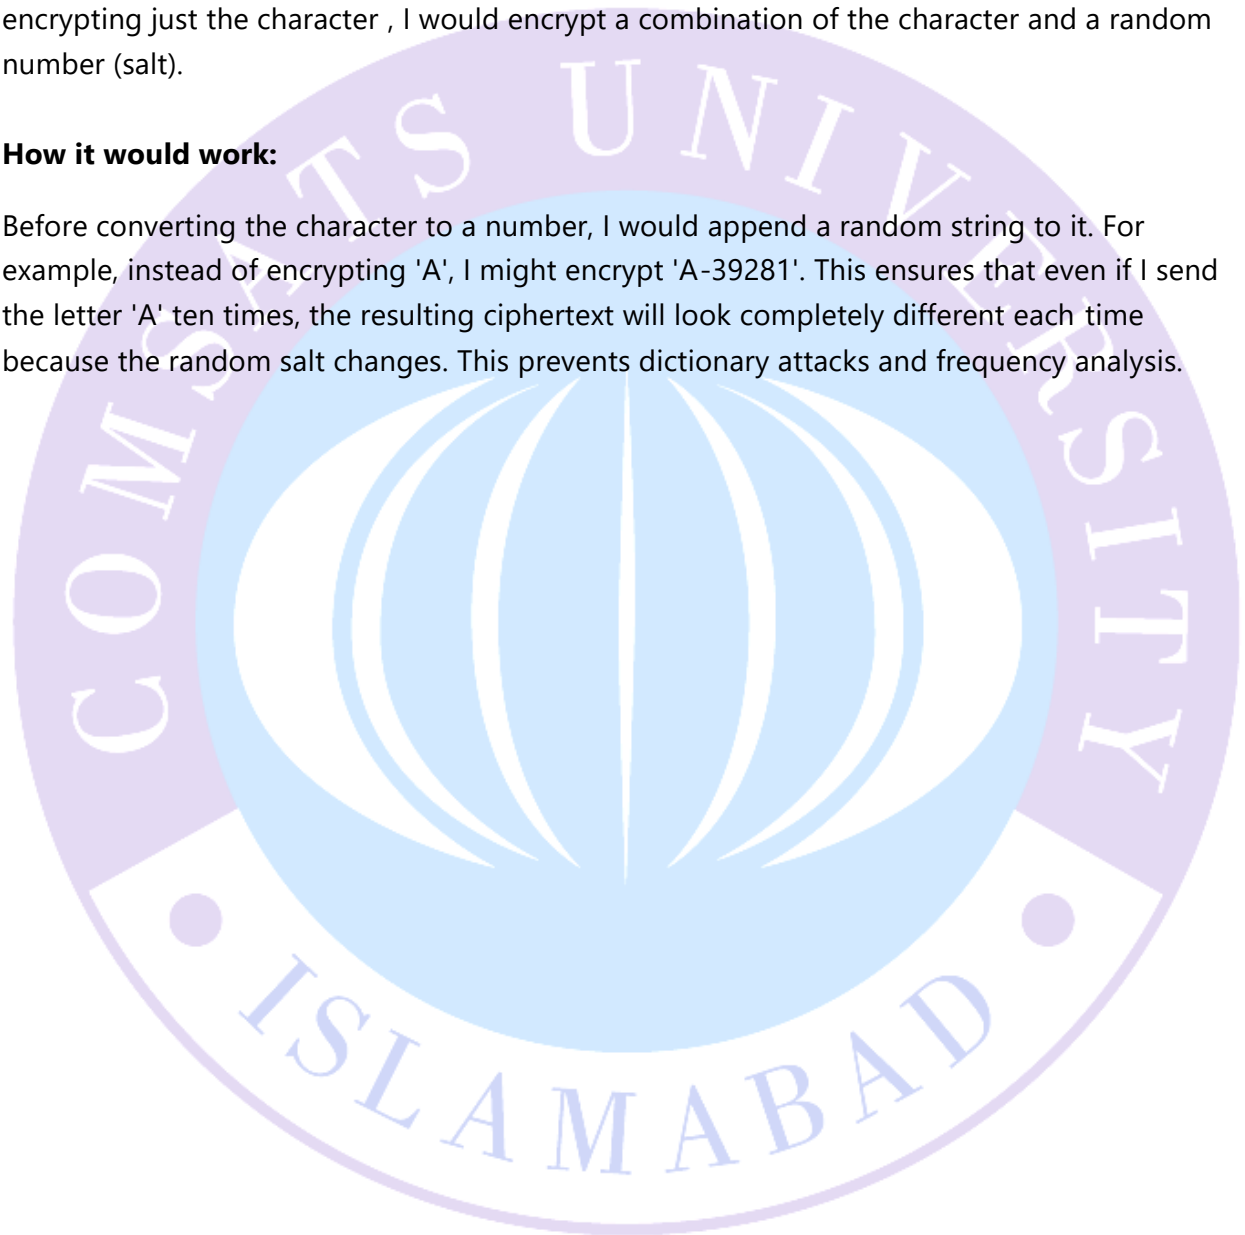 encrypting just the character , I would encrypt a combination of the character and a random
number (salt).
How it would work:
Before converting the character to a number, I would append a random string to it. For
example, instead of encrypting 'A', I might encrypt 'A-39281'. This ensures that even if I send
the letter 'A' ten times, the resulting ciphertext will look completely different each time
because the random salt changes. This prevents dictionary attacks and frequency analysis.
COMSATS UNIVERSITY
ISLAMABAD